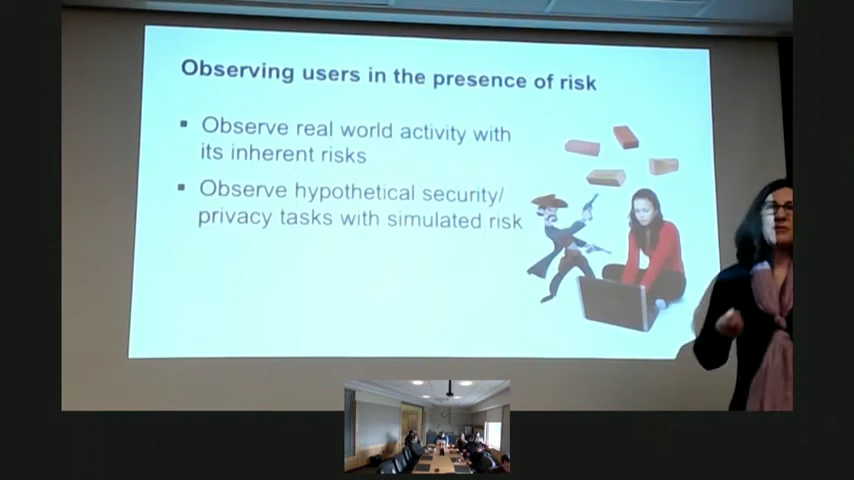 Observing users in the presence of risk
▪ Observe real world activity with
its inherent risks
▪ Observe hypothetical security/
privacy tasks with simulated risk